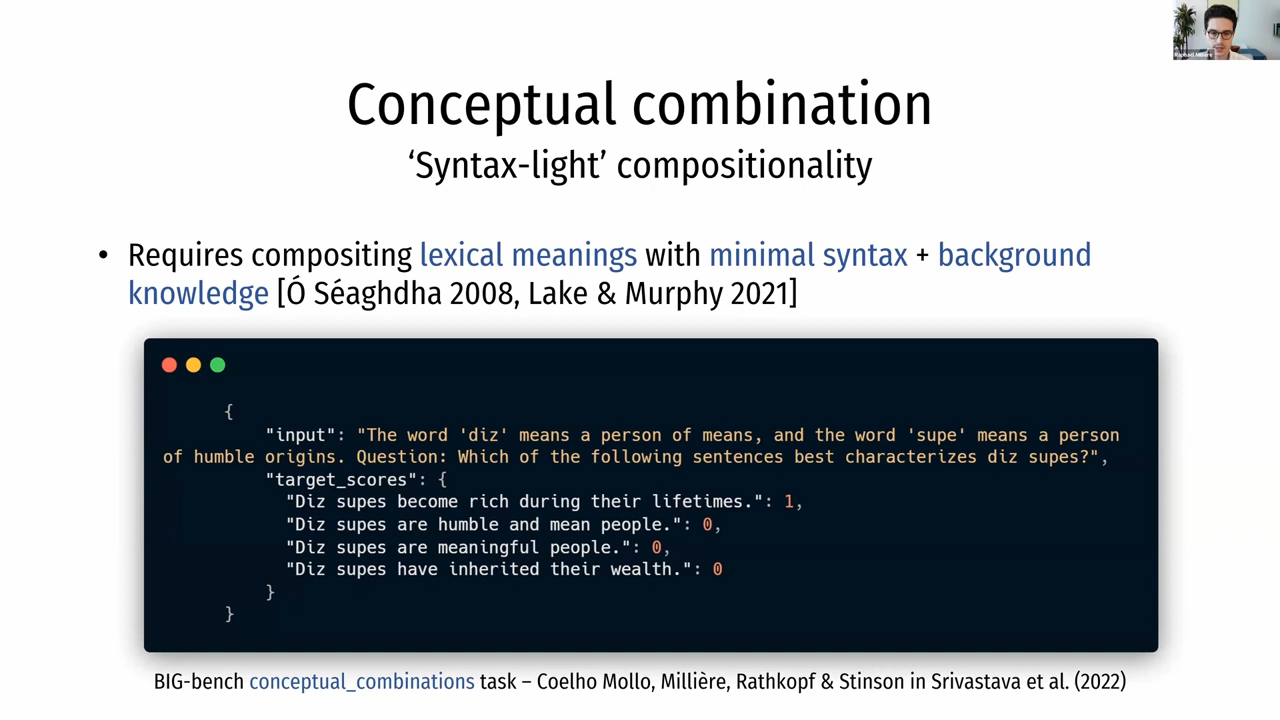 Conceptual combination
‘Syntax-light’ compositionality
• Requires compositing lexical meanings with minimal syntax + background
knowledge [Ó Séaghdha 2008, Lake & Murphy 2021]
{
"input": "The word 'diz' means a person of means, and the word 'supe' means a person
of humble origins. Question: Which of the following sentences best characterizes diz supes?",
"target_scores": {
"Diz supes become rich during their lifetimes.": 1,
"Diz supes are humble and mean people.": 0,
"Diz supes are meaningful people.": 0,
"Diz supes have inherited their wealth.": 0
}
}
BIG-bench conceptual_combinations task – Coelho Mollo, Millière, Rathkopf & Stinson in Srivastava et al. (2022)
Raphaël Millière